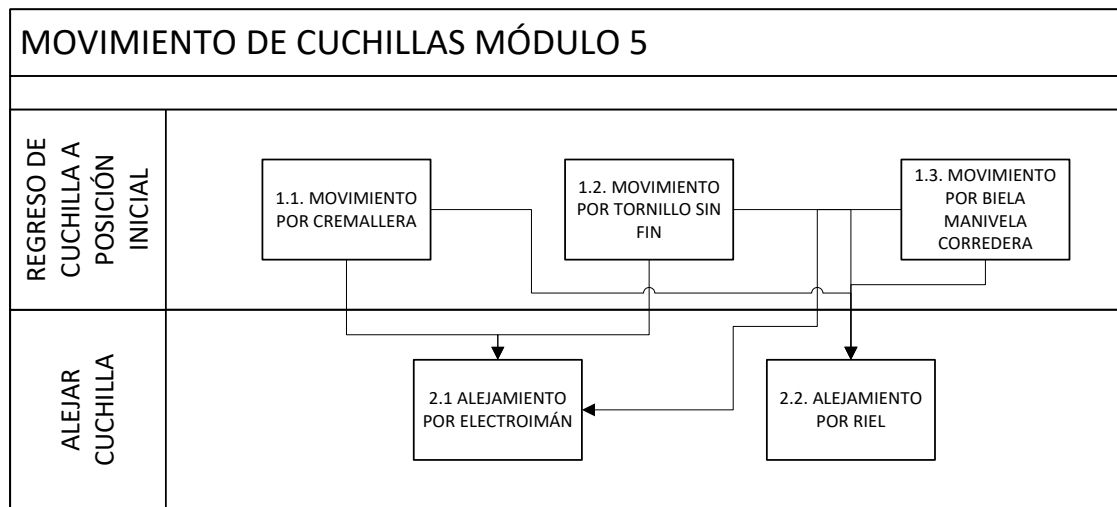 MOVIMIENTO DE CUCHILLAS MÓDULO 5
REGRESO DE
CUCHILLA A
POSICIÓN
INICIAL
1.1. MOVIMIENTO
POR CREMALLERA
1.2. MOVIMIENTO
POR TORNILLO SIN
FIN
1.3. MOVIMIENTO
POR BIELA
MANIVELA
CORREDERA
ALEJAR
CUCHILLA
2.1 ALEJAMIENTO
POR ELECTROIMÁN
2.2. ALEJAMIENTO
POR RIEL